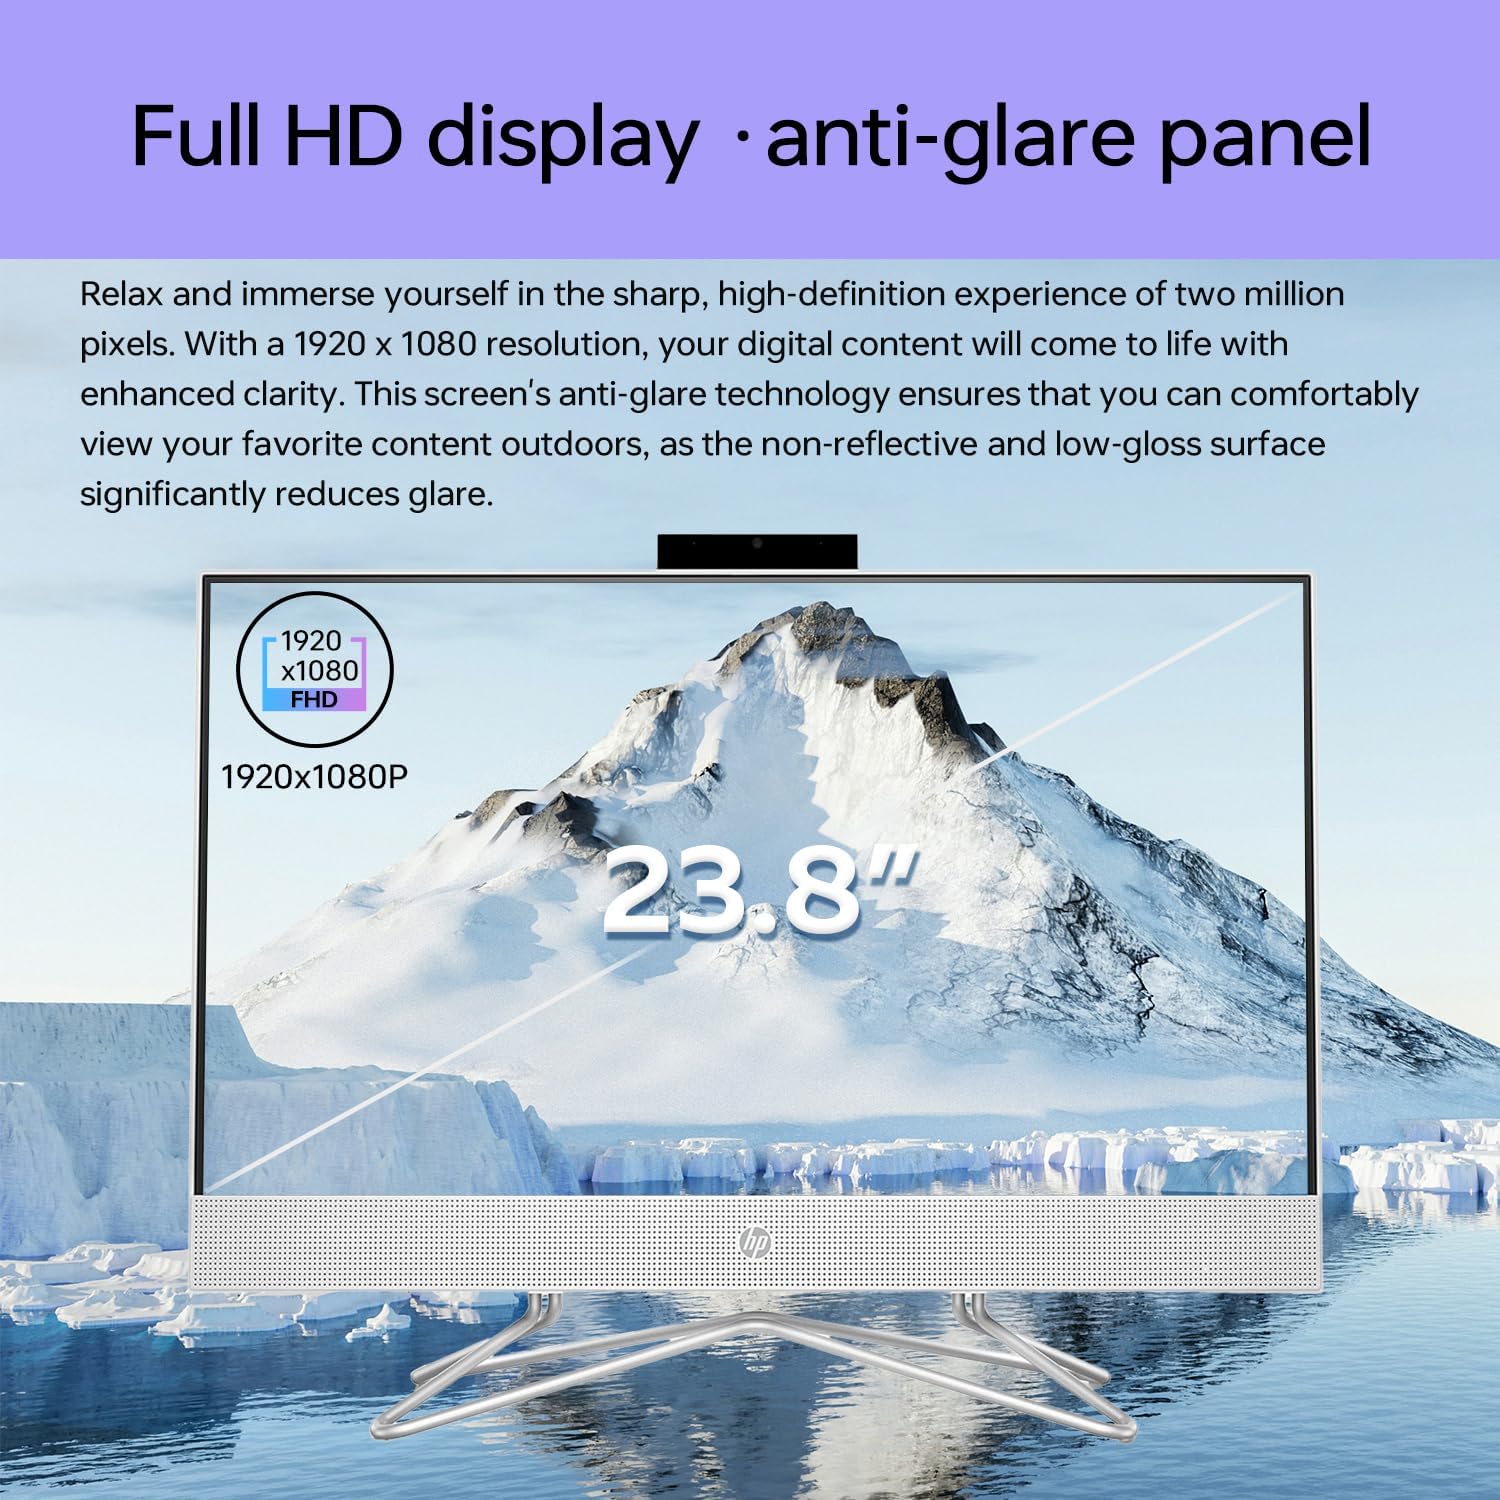 Full HD display · anti-glare panel
Relax and immerse yourself in the sharp, high-definition experience of two million
pixels. With a 1920 x 1080 resolution, your digital content will come to life with
enhanced clarity. This screen's anti-glare technology ensures that you can comfortably
view your favorite content outdoors, as the non-reflective and low-gloss surface
significantly reduces glare.
1920
x1080
FHD
1920x1080P
23.8"
hp